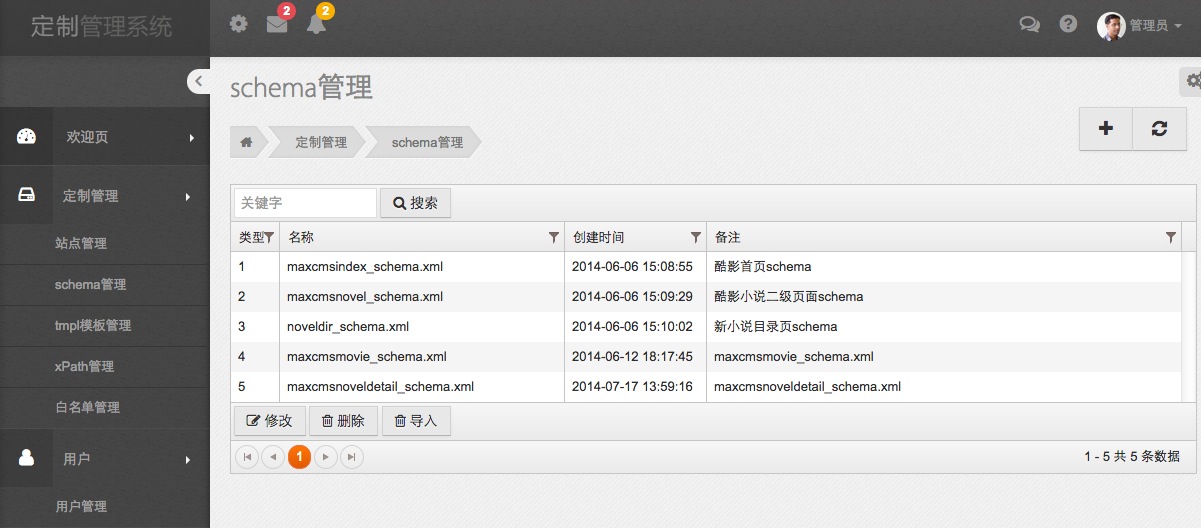 定制管理系统
2
2
管理员
schema管理
定制管理
schema管理
欢迎页
定制管理
站点管理
schema管理
tmpl模板管理
xPath管理
白名单管理
用户
用户管理
关键字
搜索
类型 名称 创建时间 备注
1 maxcmsindex_schema.xml 2014-06-06 15:08:55 酷影首页schema
2 maxcmsnovel_schema.xml 2014-06-06 15:09:29 酷影小说二级页面schema
3 noveldir_schema.xml 2014-06-06 15:10:02 新小说目录页schema
4 maxcmsmovie_schema.xml 2014-06-12 18:17:45 maxcmsmovie_schema.xml
5 maxcmsnoveldetail_schema.xml 2014-07-17 13:59:16 maxcmsnoveldetail_schema.xml
修改 删除 导入
1
1 - 5 共 5 条数据